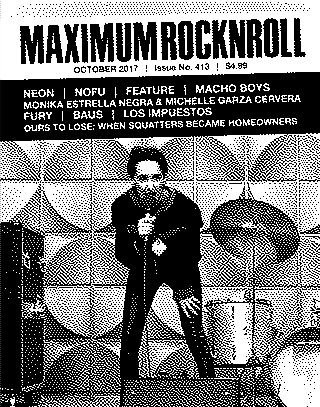 MAXIMUMROCKNROLL
OCTOBER 2017 | Issue No. 413 | $4.99
NEON | NOFU | FEATURE | MACHO BOYS
MONIKA ESTRELLA NEGRA & MICHELLE GARZA CERVERA
FURY | BAUS | LOS IMPUESTOS
OURS TO LOSE: WHEN SQUATTERS BECAME HOMEOWNERS